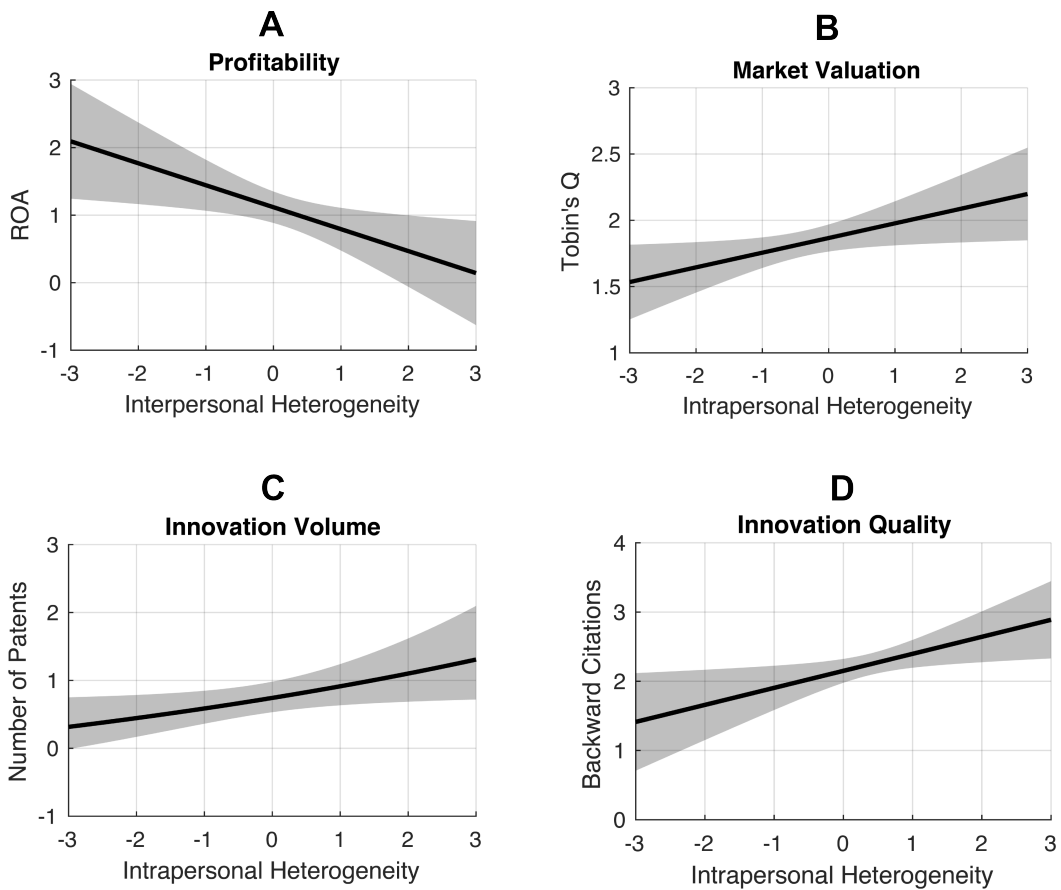 A
Profitability
3
2
1
0
-1
ROA
-3 -2 -1 0 1 2 3
Interpersonal Heterogeneity
B
Market Valuation
3
2.5
2
1.5
1
Tobin's Q
-3 -2 -1 0 1 2 3
Intrapersonal Heterogeneity
C
Innovation Volume
3
2
1
0
-1
Number of Patents
-3 -2 -1 0 1 2 3
Intrapersonal Heterogeneity
D
Innovation Quality
4
3
2
1
0
Backward Citations
-3 -2 -1 0 1 2 3
Intrapersonal Heterogeneity